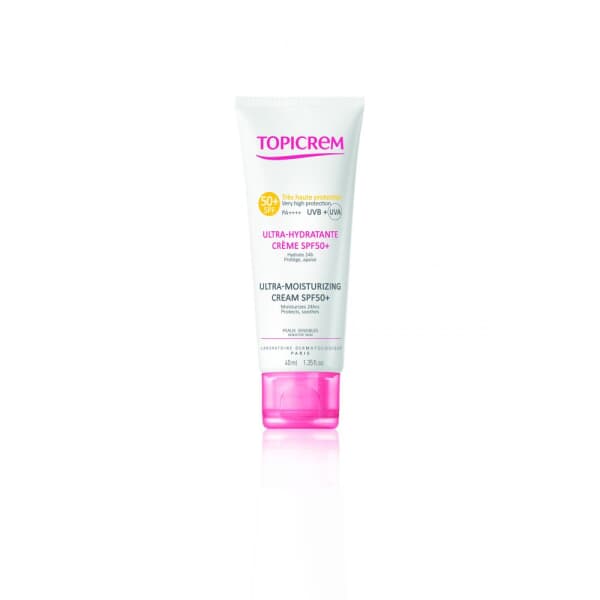 TOPICREM
50+
SPF
Très haute protection
Very high protection
PA++++ UVB + UVA
ULTRA-HYDRATANTE
CRÈME SPF50+
Hydrate 24h
Protège, apaise
ULTRA-MOISTURIZING
CREAM SPF50+
Moisturizes 24hrs
Protects, soothes
PEAUX SENSIBLES
SENSITIVE SKIN
LABORATOIRE DERMATOLOGIQUE
PARIS
40ml 1.35fl.oz